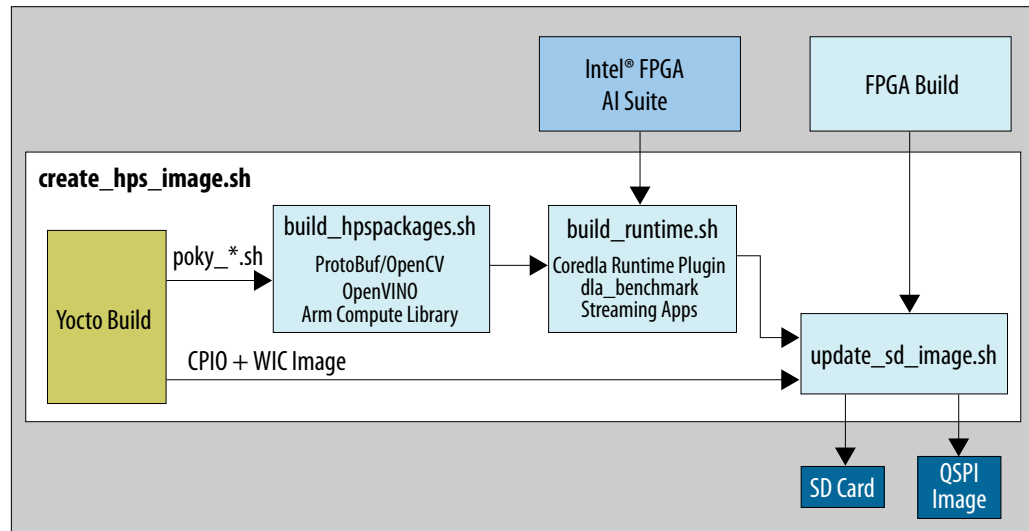 Intel® FPGA
AI Suite
FPGA Build
create_hps_image.sh
Yocto Build
poky_*.sh
build_hpspackages.sh
ProtoBuf/OpenCV
OpenVINO
Arm Compute Library
build_runtime.sh
Coredla Runtime Plugin
dla_benchmark
Streaming Apps
CPIO + WIC Image
update_sd_image.sh
SD Card
QSPI
Image